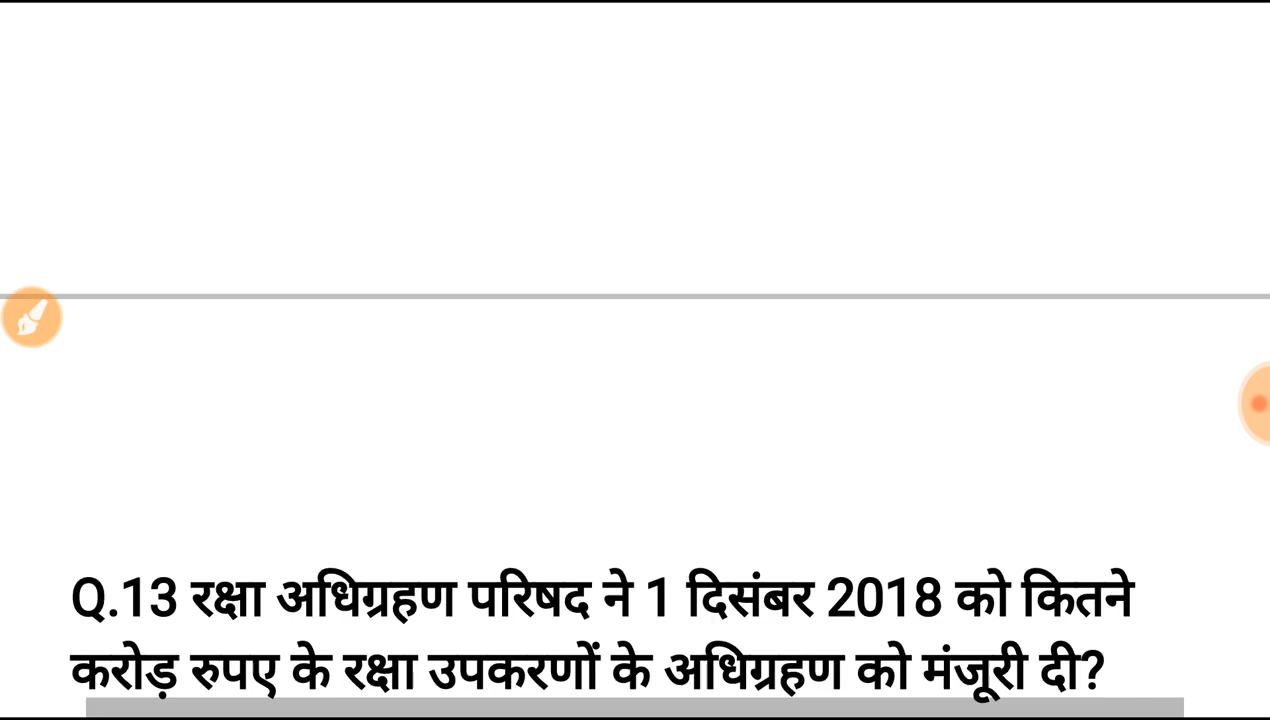 Q.13 रक्षा अधिग्रहण परिषद ने 1 दिसंबर 2018 को कितने
करोड़ रुपए के रक्षा उपकरणों के अधिग्रहण को मंजूरी दी?